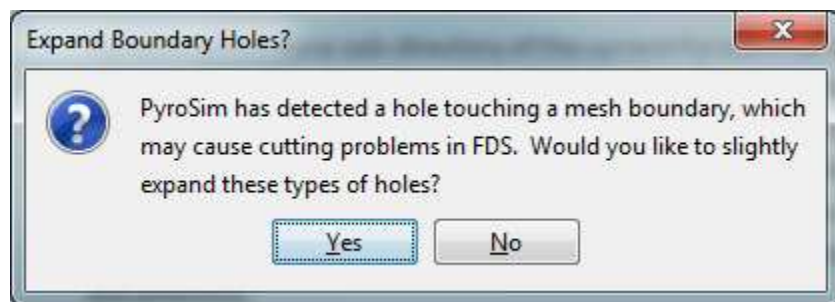 Expand Boundary Holes?
PyroSim has detected a hole touching a mesh boundary, which
may cause cutting problems in FDS. Would you like to slightly
expand these types of holes?
Yes
No